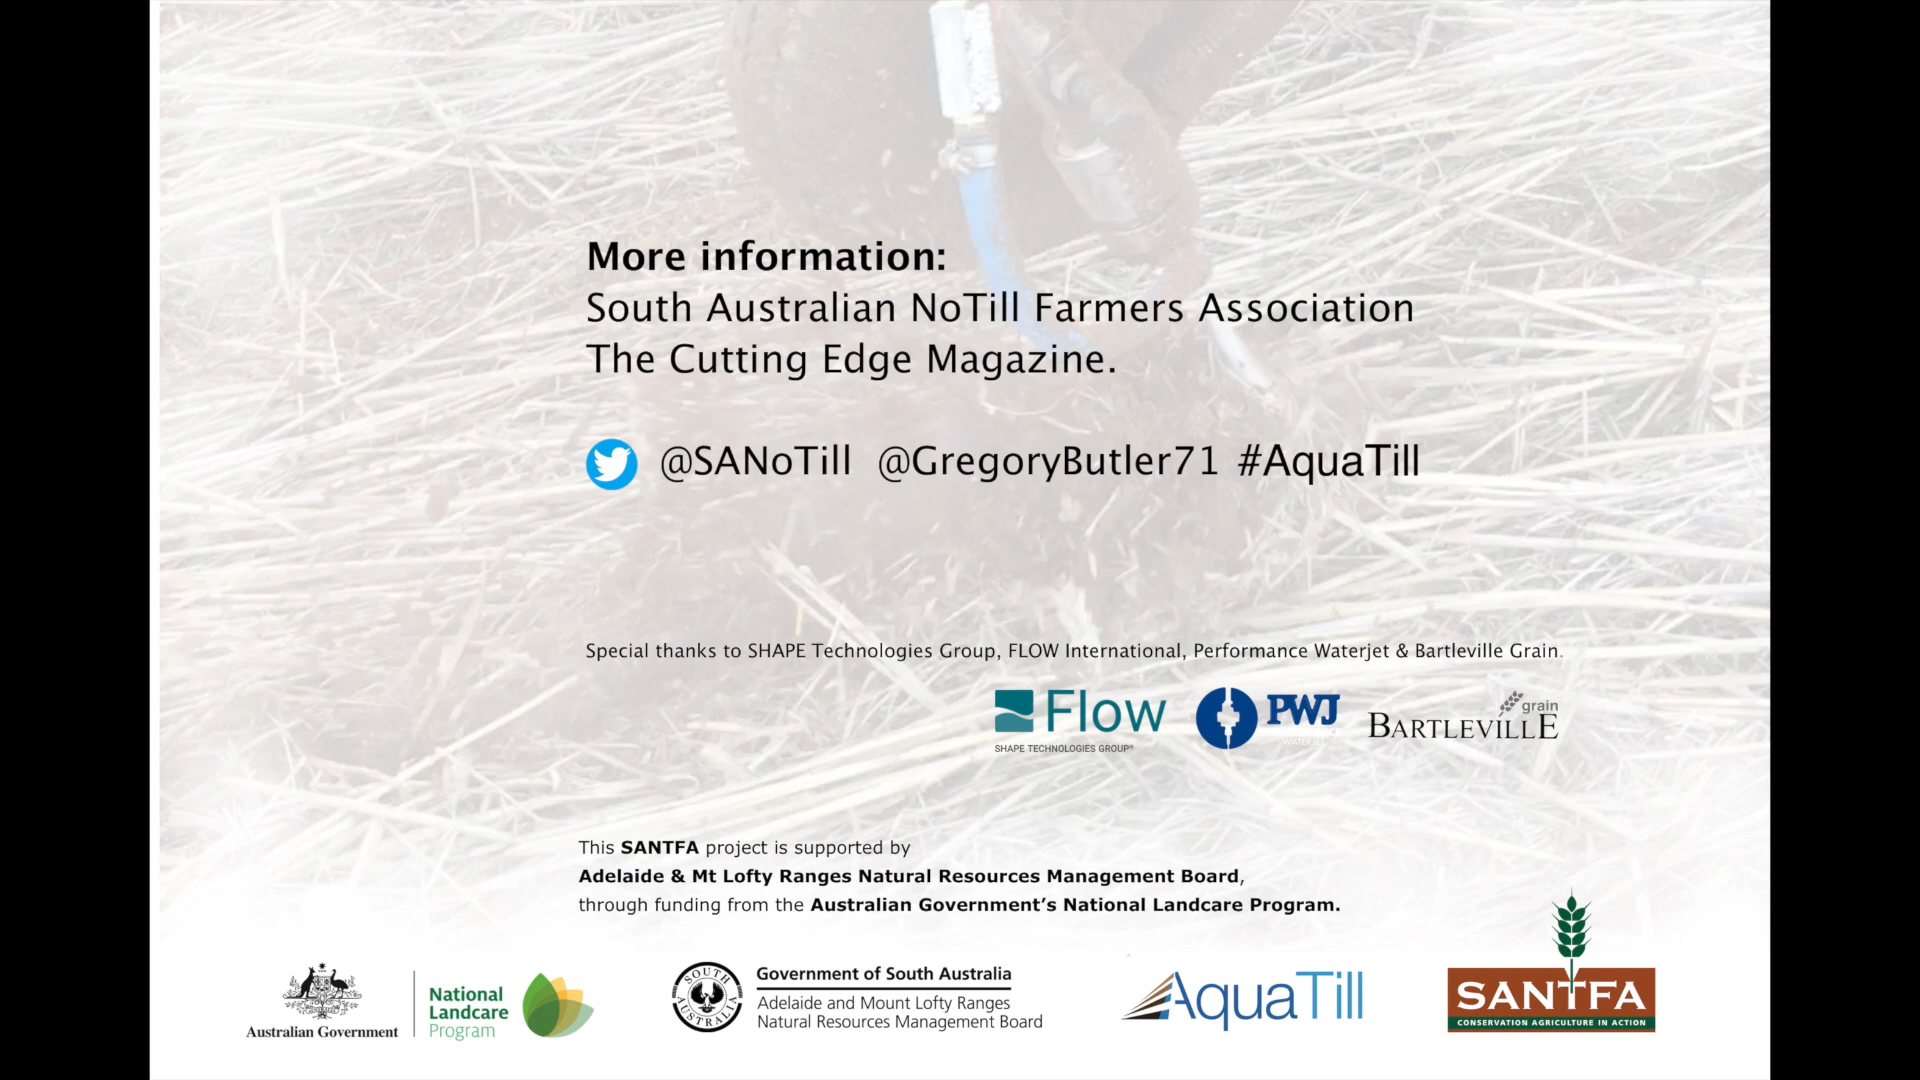 More information:
South Australian NoTill Farmers Association
The Cutting Edge Magazine.
@SANoTill @GregoryButler71 #AquaTill
Special thanks to SHAPE Technologies Group, FLOW International, Performance Waterjet & Bartleville Grain.
Flow
SHAPE TECHNOLOGIES GROUP®
PWJ
WATERJET
grain
BARTLEVILLE
This SANTFA project is supported by
Adelaide & Mt Lofty Ranges Natural Resources Management Board,
through funding from the Australian Government's National Landcare Program.
Australian Government
National
Landcare
Program
SOUTH AUSTRALIA
Government of South Australia
Adelaide and Mount Lofty Ranges
Natural Resources Management Board
AquaTill
SANTFA
CONSERVATION AGRICULTURE IN ACTION